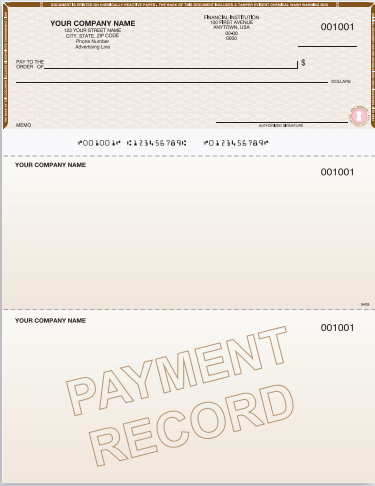 DOCUMENT IS PRINTED ON CHEMICALLY REACTIVE PAPER - THE BACK OF THIS DOCUMENT INCLUDES A TAMPER EVIDENT CHEMICAL WASH WARNING BOX
YOUR COMPANY NAME
123 YOUR STREET NAME
CITY, STATE, ZIP CODE
Phone Number
Advertising Line
FINANCIAL INSTITUTION
100 FIRST AVENUE
ANYTOWN, USA
00-00
0000
001001
PAY TO THE
ORDER OF
$
DOLLARS
MEMO
AUTHORIZED SIGNATURE
⑈001001⑈ ⑆123456789⑆ ⑈0123456789⑈
YOUR COMPANY NAME
001001
YOUR COMPANY NAME
001001
PAYMENT
RECORD